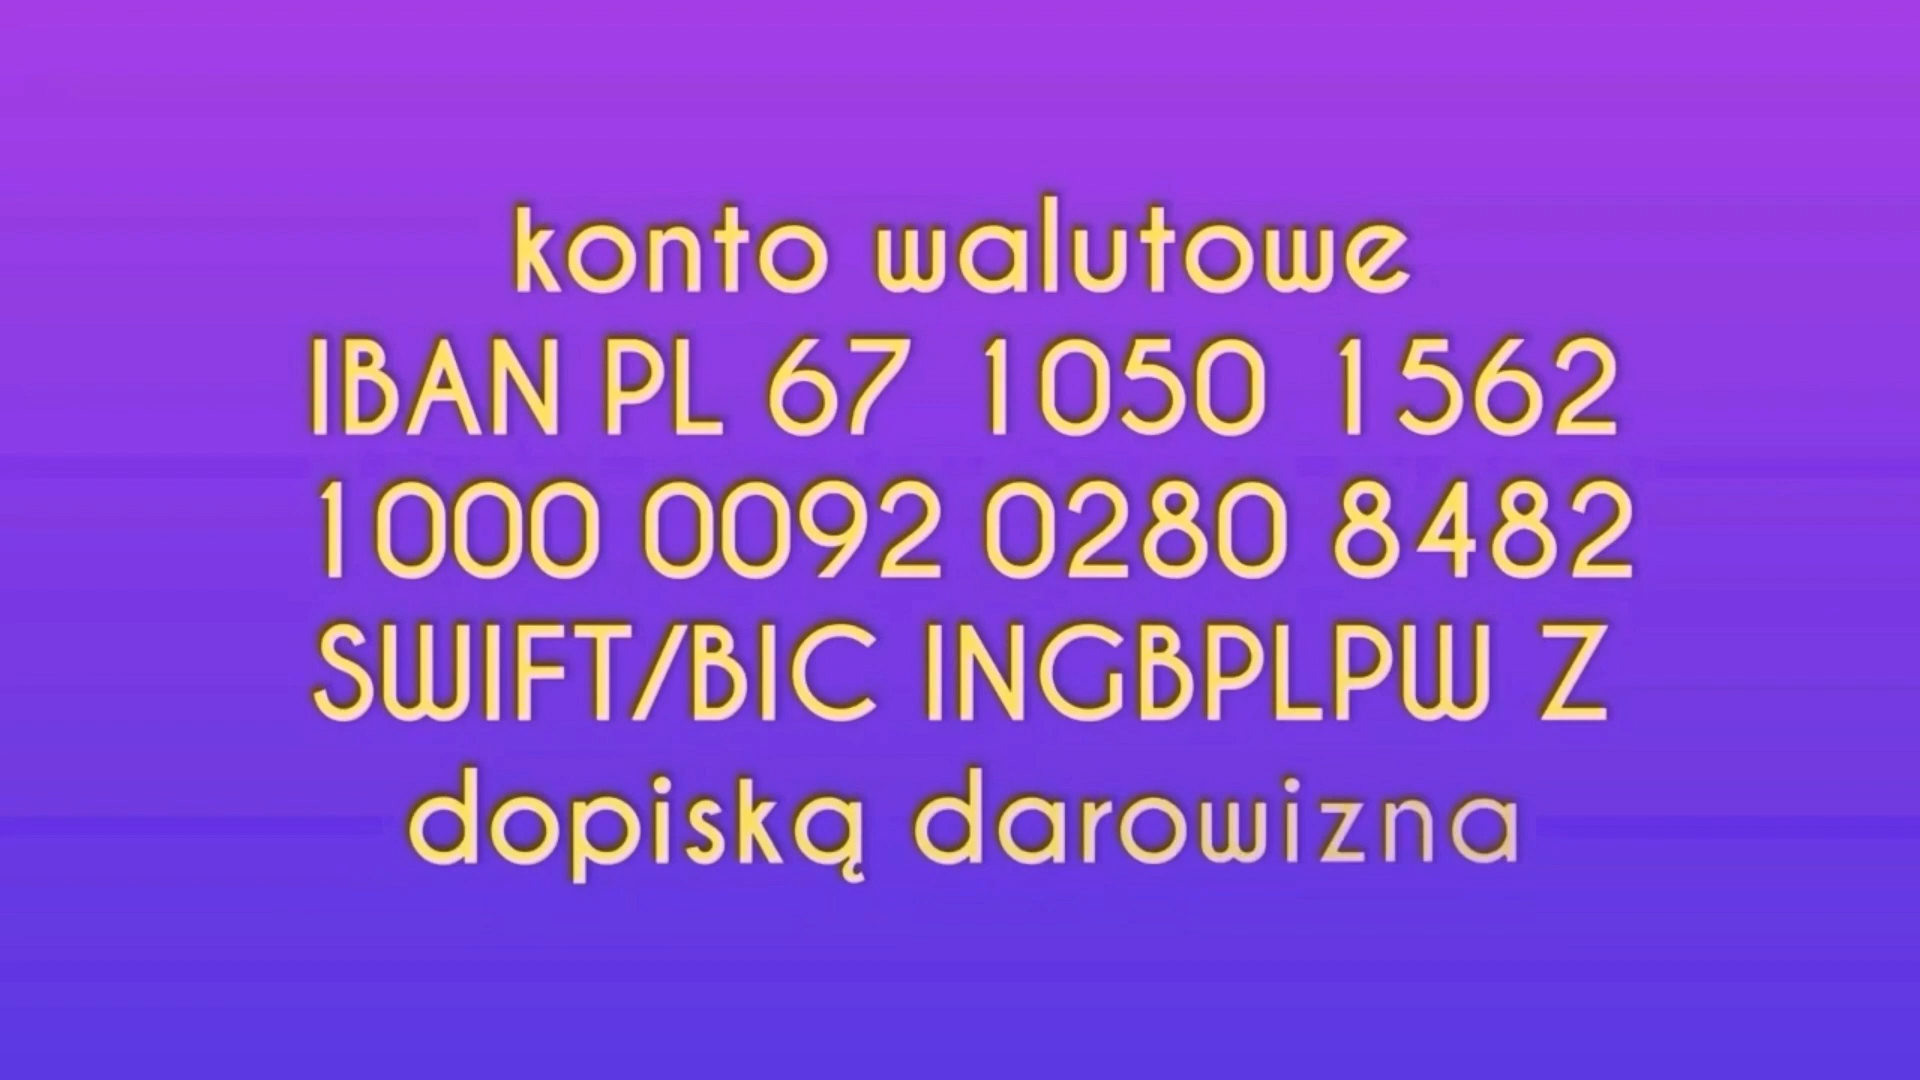 konto walutowe
IBAN PL 67 1050 1562
1000 0092 0280 8482
SWIFT/BIC INGBPLPW Z
dopiską darowizna